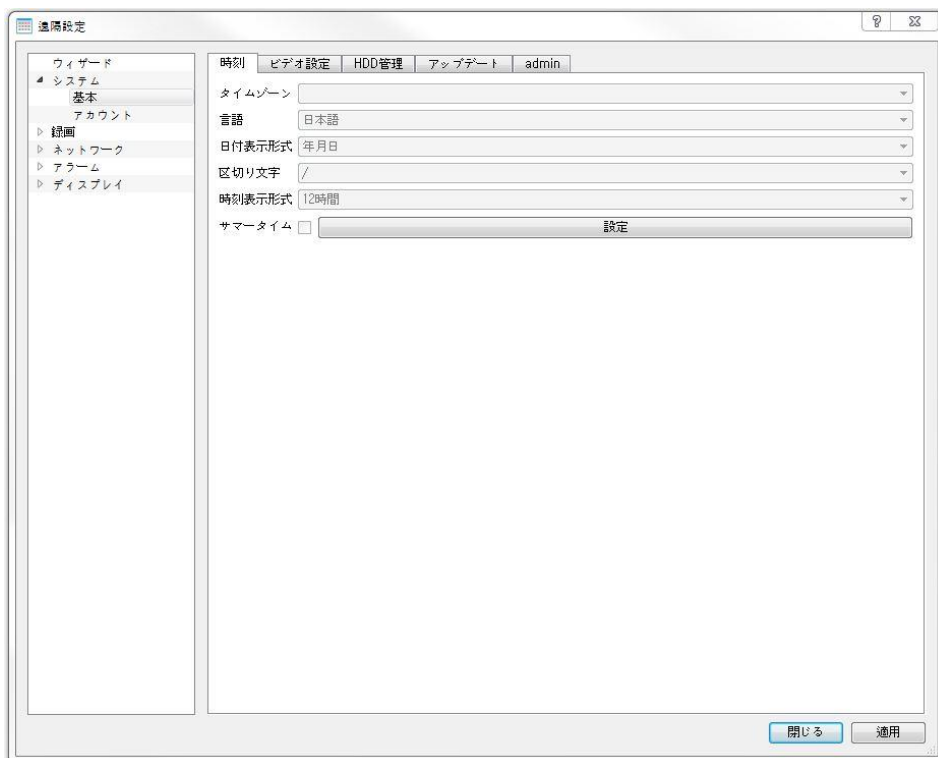 遠隔設定
ウィザード
システム
基本
アカウント
録画
ネットワーク
アラーム
ディスプレイ
時刻 ビデオ設定 HDD管理 アップデート admin
タイムゾーン
言語 日本語
日付表示形式 年月日
区切り文字 /
時刻表示形式 12時間
サマータイム 設定
閉じる 適用